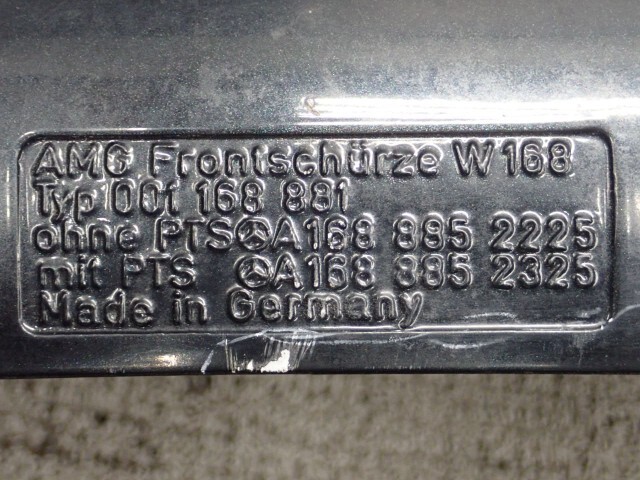 AMG Frontschürze W168
Typ 001 168 881
ohne PTS A168 885 2225
mit PTS A168 885 2325
Made in Germany